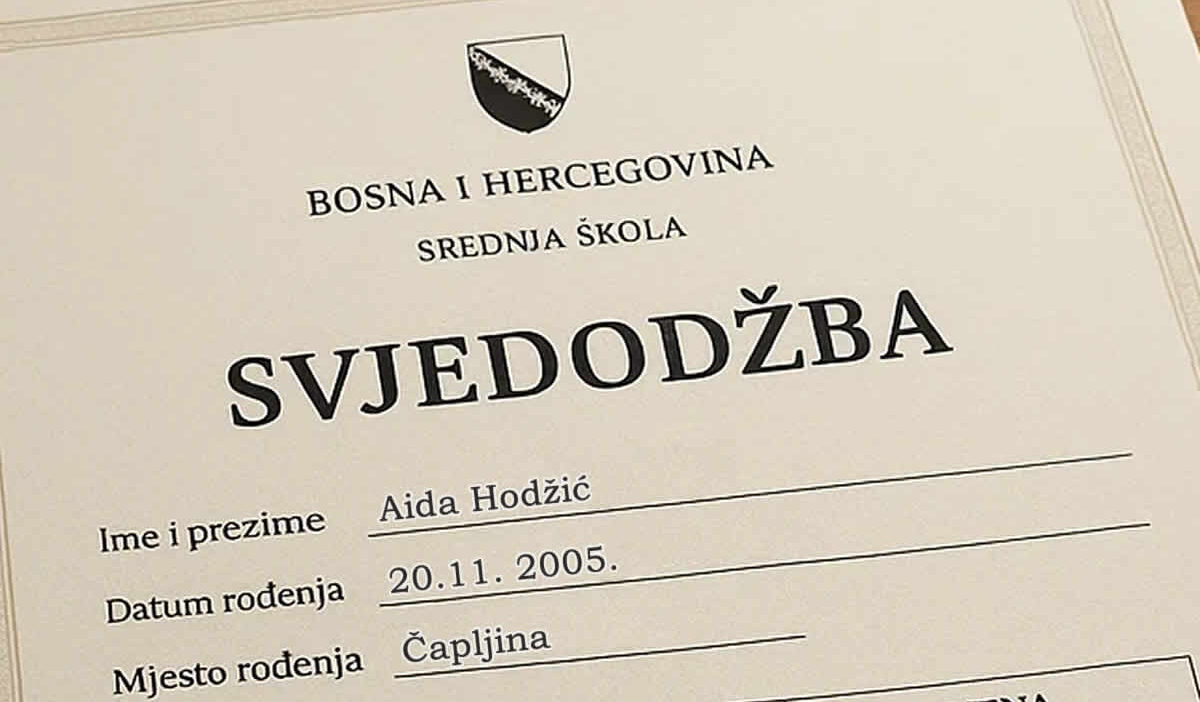 BOSNA I HERCEGOVINA
SREDNJA ŠKOLA
SVJEDODŽBA
Ime i prezime Aida Hodžić
Datum rođenja 20.11. 2005.
Mjesto rođenja Čapljina